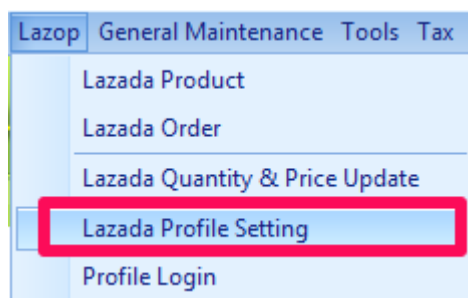 Lazop General Maintenance Tools Tax
Lazada Product
Lazada Order
Lazada Quantity & Price Update
Lazada Profile Setting
Profile Login